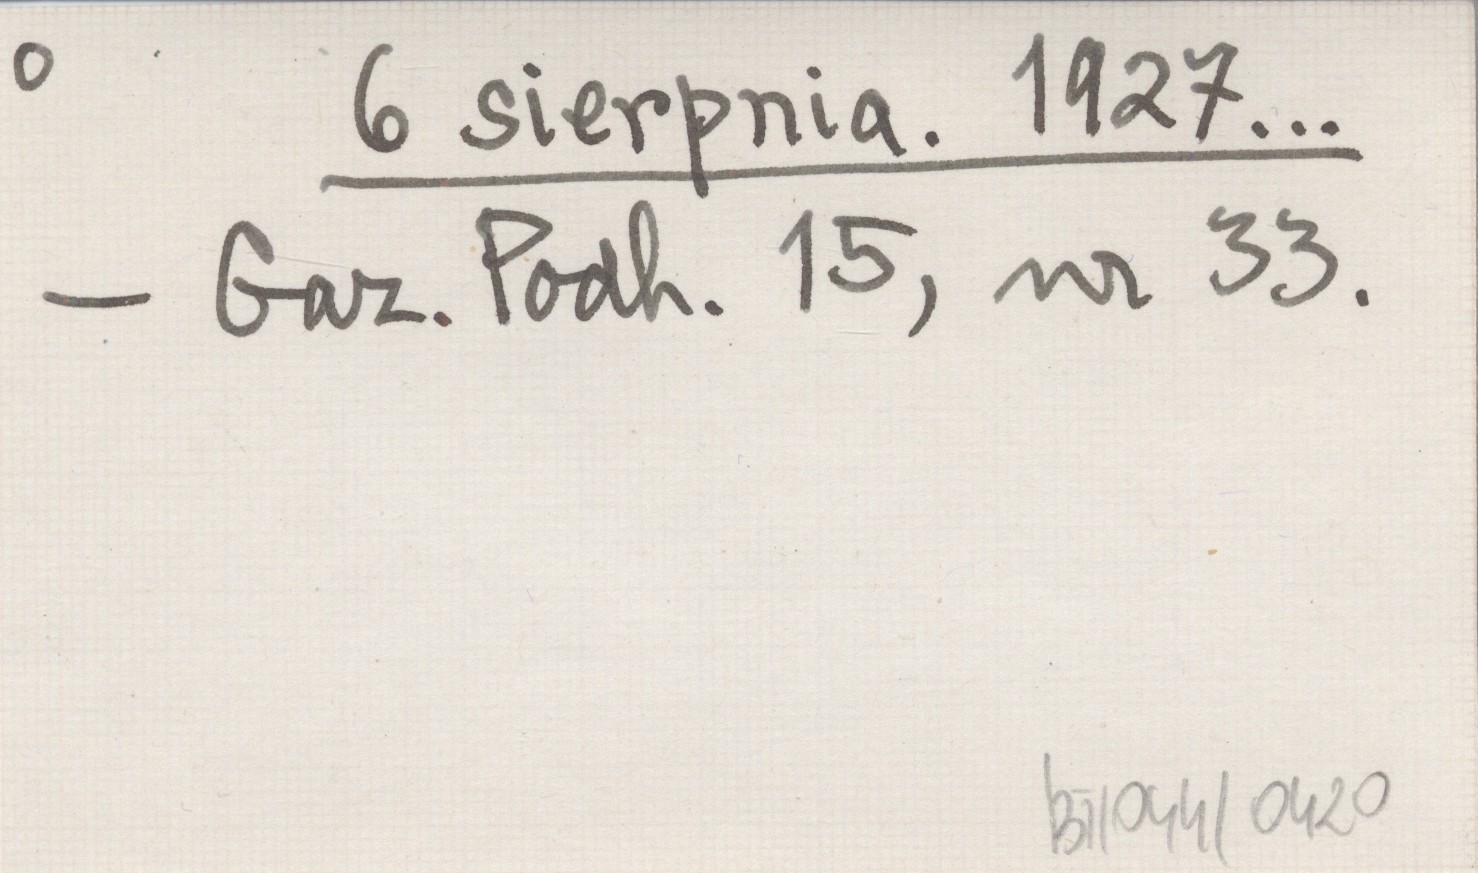 o 6 sierpnia. 1927...
— Gaz. Podh. 15, nr 33.
BI/044/0420